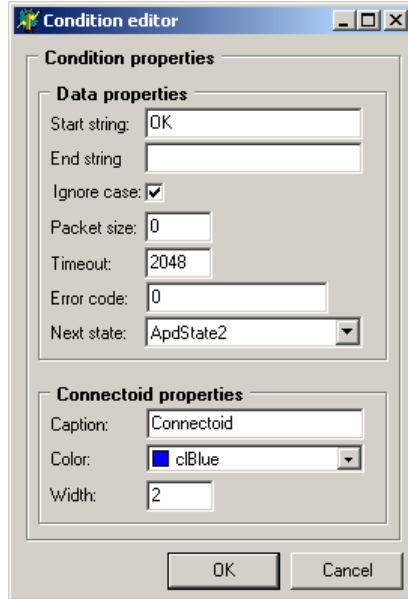 Condition editor
Condition properties
Data properties
Start string: OK
End string
Ignore case:
Packet size: 0
Timeout: 2048
Error code: 0
Next state: ApdState2
Connectoid properties
Caption: Connectoid
Color: clBlue
Width: 2
OK Cancel